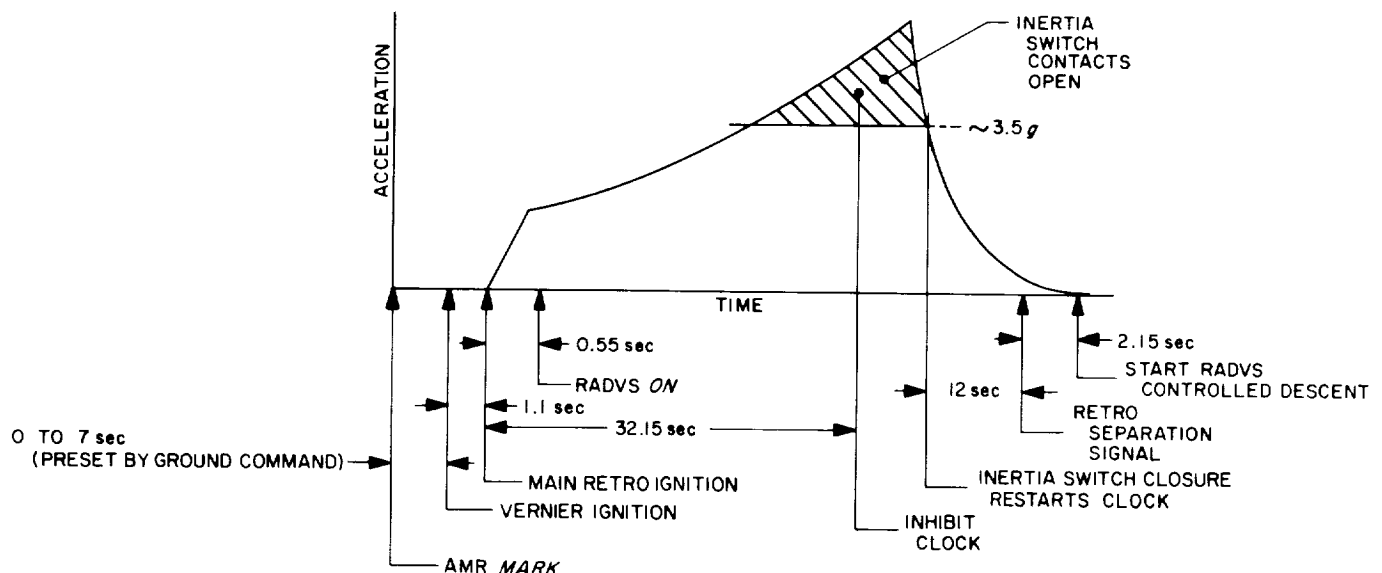 INERTIA
SWITCH
CONTACTS
OPEN
ACCELERATION
~3.5 g
TIME
0.55 sec
RADVS ON
2.15 sec
START RADVS
CONTROLLED DESCENT
1.1 sec
12 sec
RETRO
SEPARATION
SIGNAL
32.15 sec
0 TO 7 sec
(PRESET BY GROUND COMMAND)
MAIN RETRO IGNITION
INERTIA SWITCH CLOSURE
RESTARTS CLOCK
VERNIER IGNITION
INHIBIT
CLOCK
AMR MARK